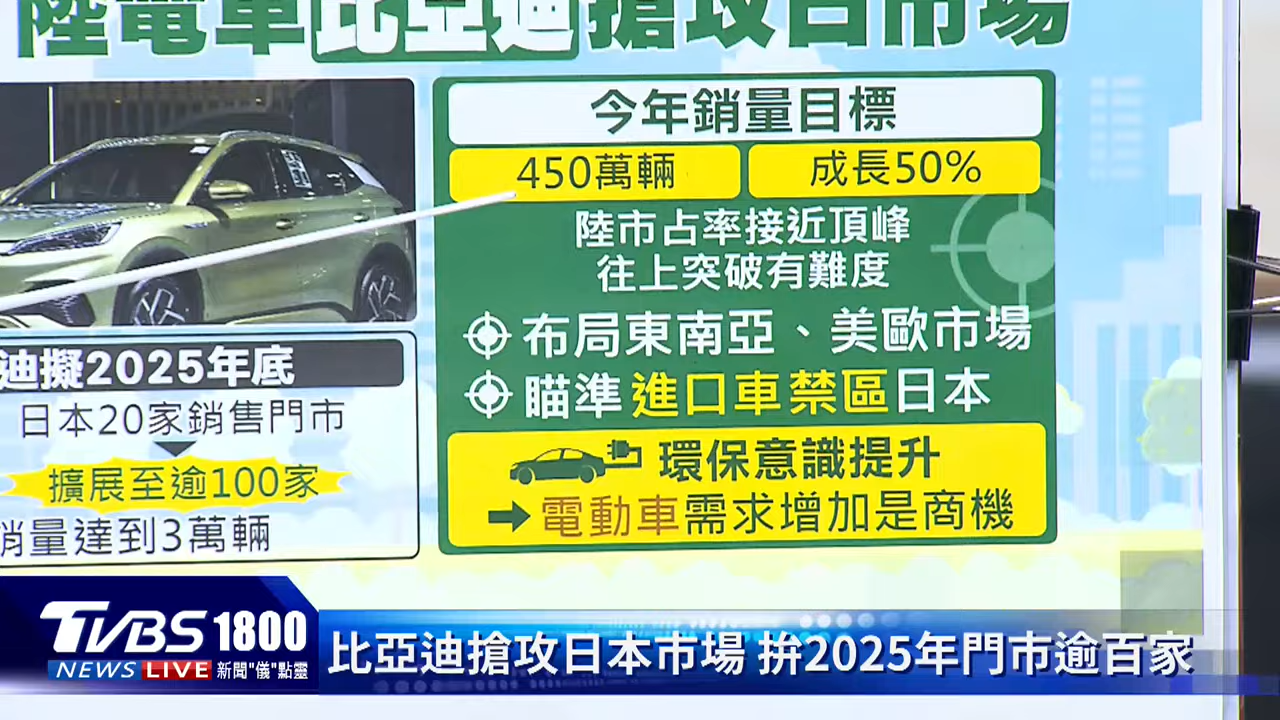 陸電車比亞迪搶攻日市場
今年銷量目標
450萬輛
成長50%
陸市占率接近頂峰
往上突破有難度
布局東南亞、美歐市場
瞄準進口車禁區日本
環保意識提升
電動車需求增加是商機
迪擬2025年底
日本20家銷售門市
擴展至逾100家
銷量達到3萬輛
TVBS 1800
NEWS LIVE 新聞"儀"點靈
比亞迪搶攻日本市場 拚2025年門市逾百家